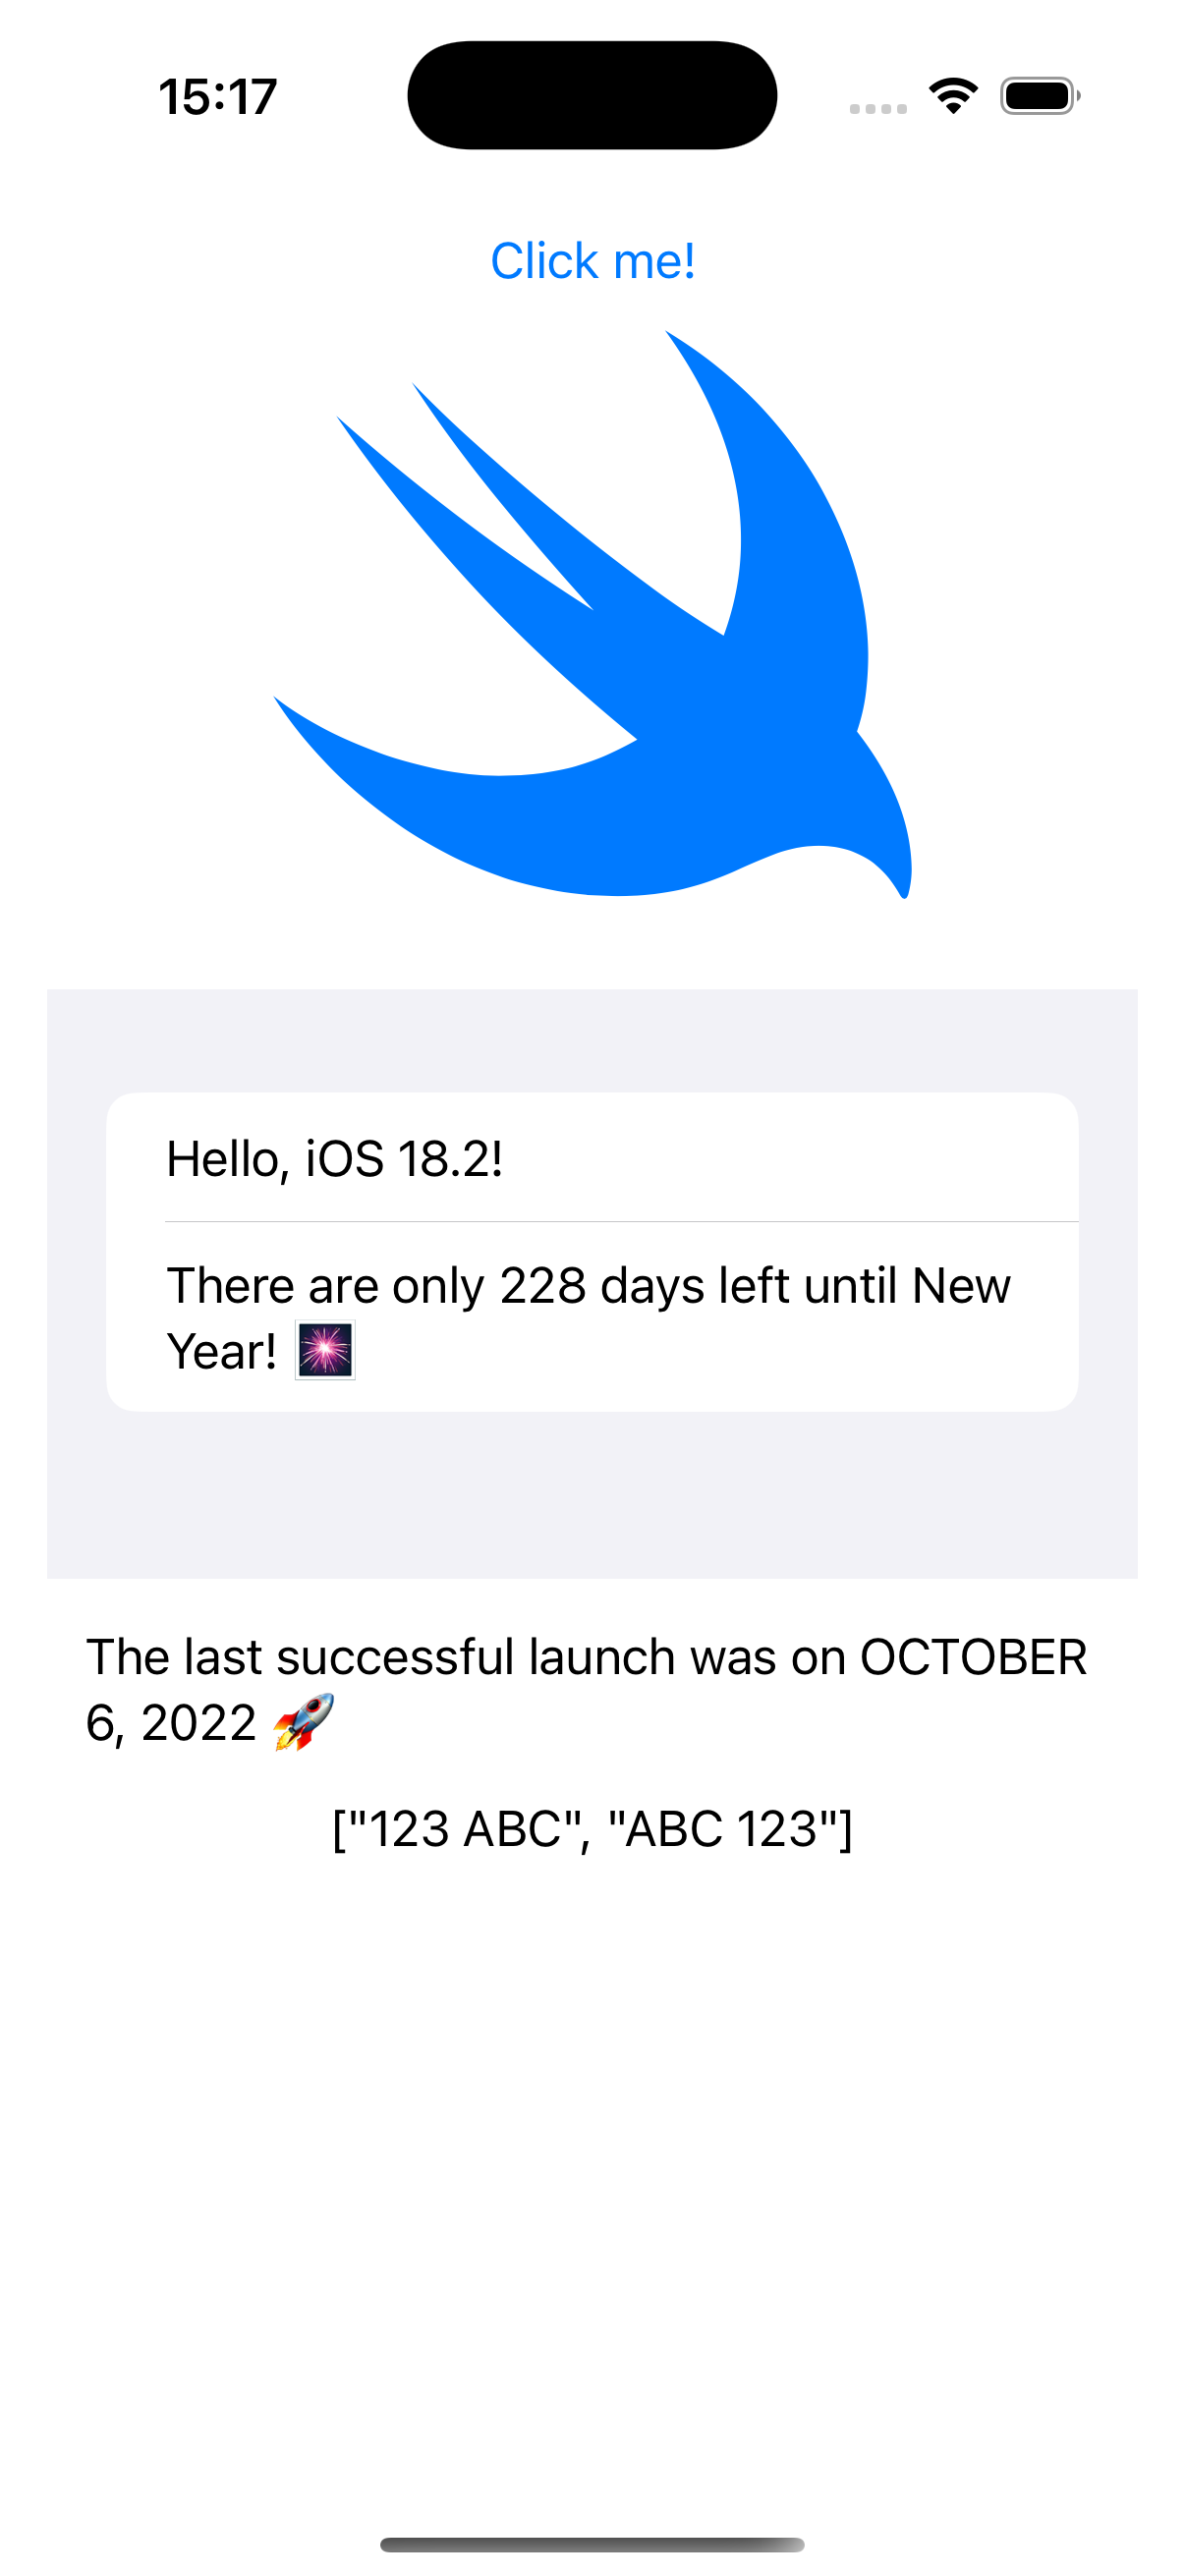 15:17
Click me!
Hello, iOS 18.2!
There are only 228 days left until New
Year! 🎆
The last successful launch was on OCTOBER
6, 2022 🚀
["123 ABC", "ABC 123"]